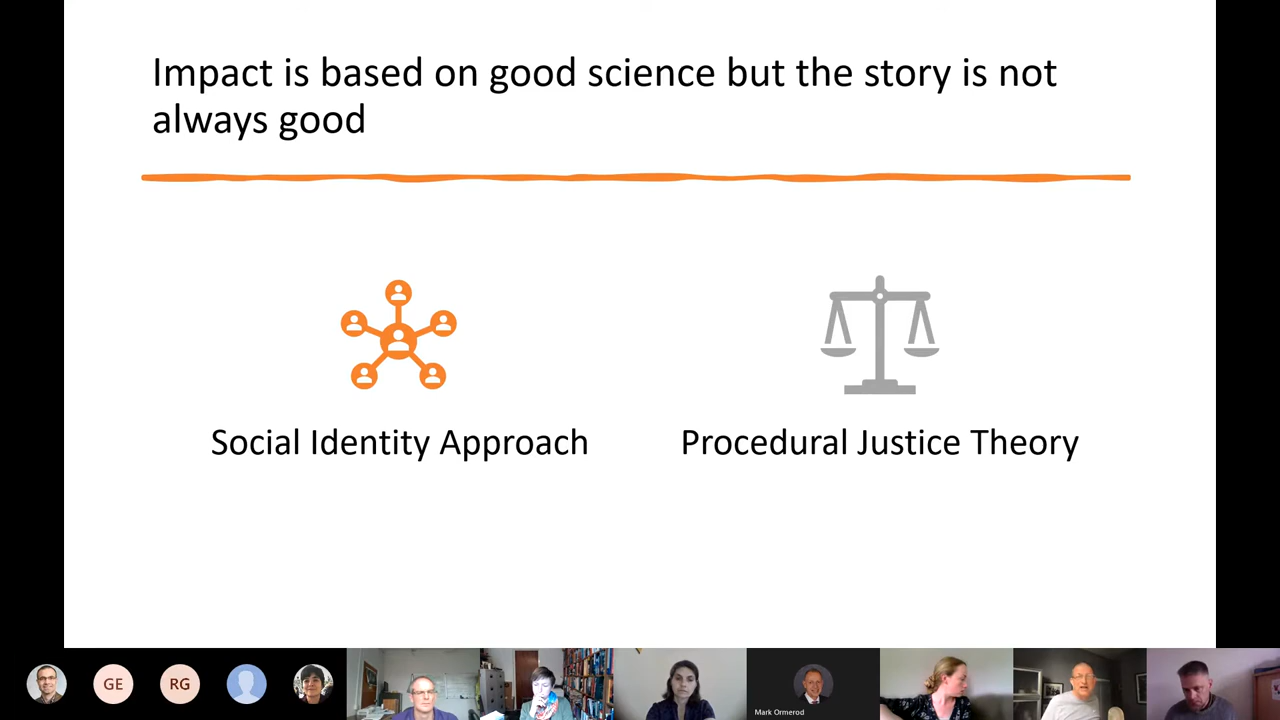 Impact is based on good science but the story is not
always good
Social Identity Approach
Procedural Justice Theory
GE
RG
Mark Ormerod